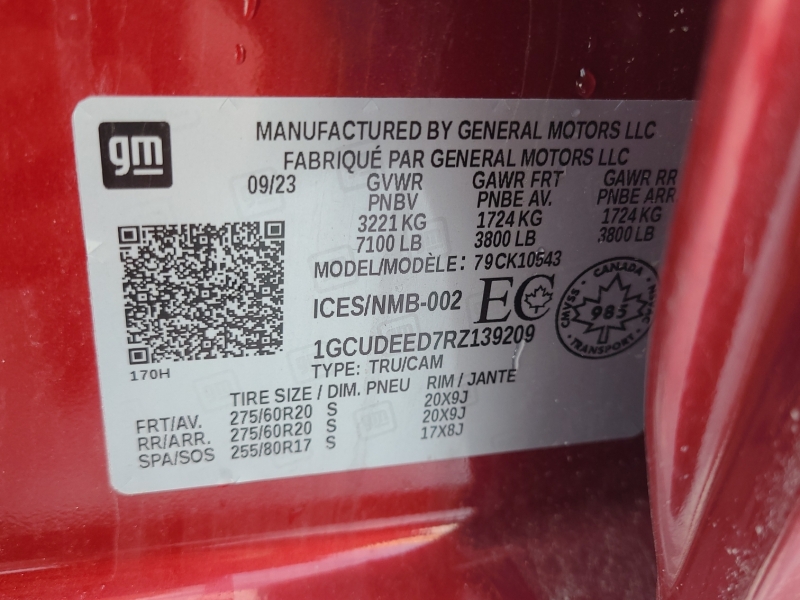 gm
MANUFACTURED BY GENERAL MOTORS LLC
FABRIQUÉ PAR GENERAL MOTORS LLC
09/23 GVWR GAWR FRT GAWR RR
PNBV PNBE AV. PNBE ARR
3221 KG 1724 KG 1724 KG
7100 LB 3800 LB 3800 LB
MODEL/MODÈLE: 79CK10543
ICES/NMB-002 EC
CANADA
CMVSS 983 NSVAC
TRANSPORT
1GCUDEED7RZ139209
170H
TYPE: TRU/CAM
TIRE SIZE / DIM. PNEU RIM / JANTE
FRT/AV. 275/60R20 S 20X9J
RR/ARR. 275/60R20 S 20X9J
SPA/SOS 255/80R17 S 17X8J